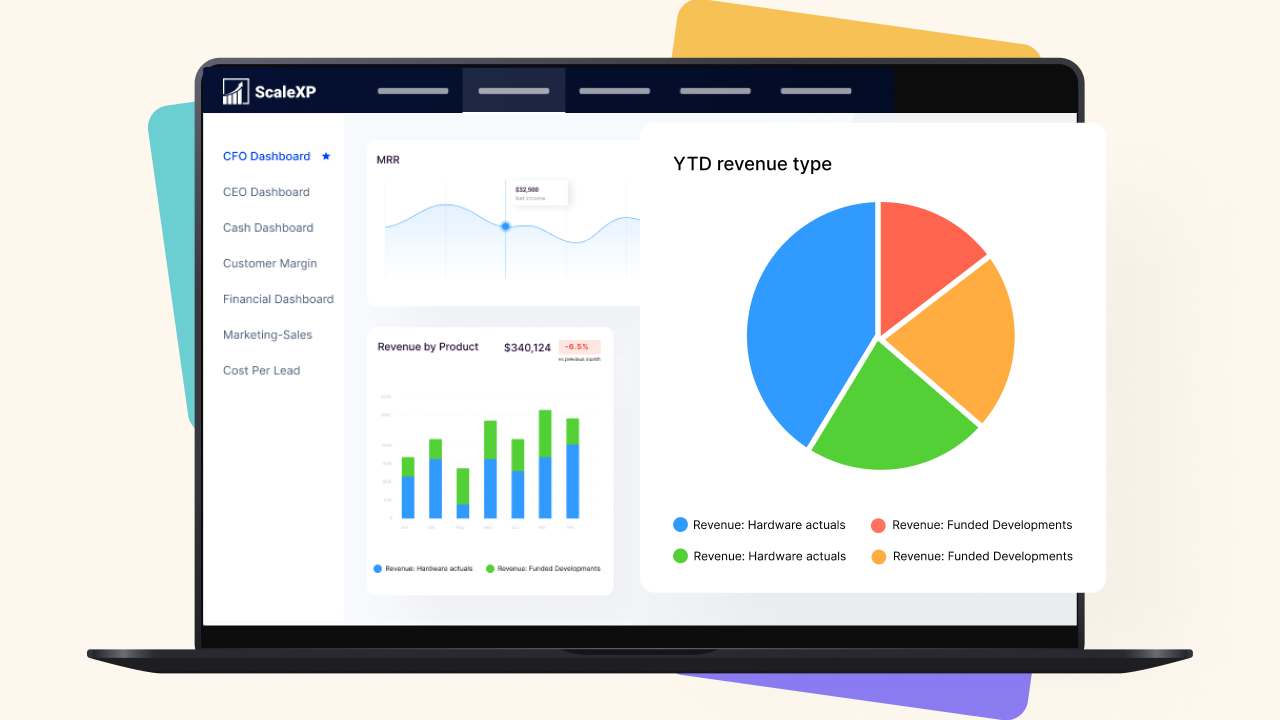 ScaleXP
CFO Dashboard
CEO Dashboard
Cash Dashboard
Customer Margin
Financial Dashboard
Marketing-Sales
Cost Per Lead
MRR
$32,500
Net income
Revenue by Product
$340,124
-6.5%
vs previous month
Revenue: Hardware actuals
Revenue: Funded Developments
YTD revenue type
Revenue: Hardware actuals
Revenue: Funded Developments
Revenue: Hardware actuals
Revenue: Funded Developments